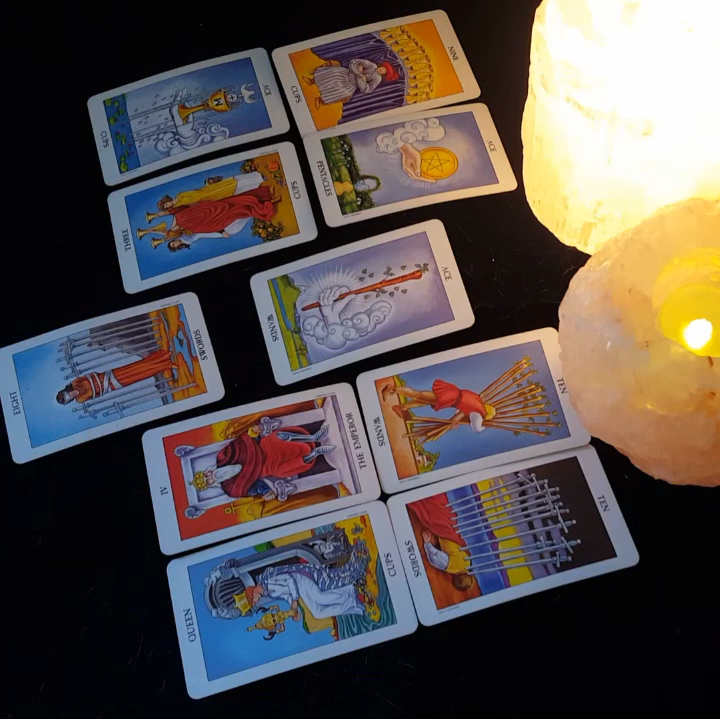 ACE
CUPS
NINE
CUPS
ACE
PENTACLES
THREE
CUPS
ACE
WANDS
EIGHT
SWORDS
IV
THE EMPEROR
TEN
WANDS
QUEEN
CUPS
TEN
SWORDS